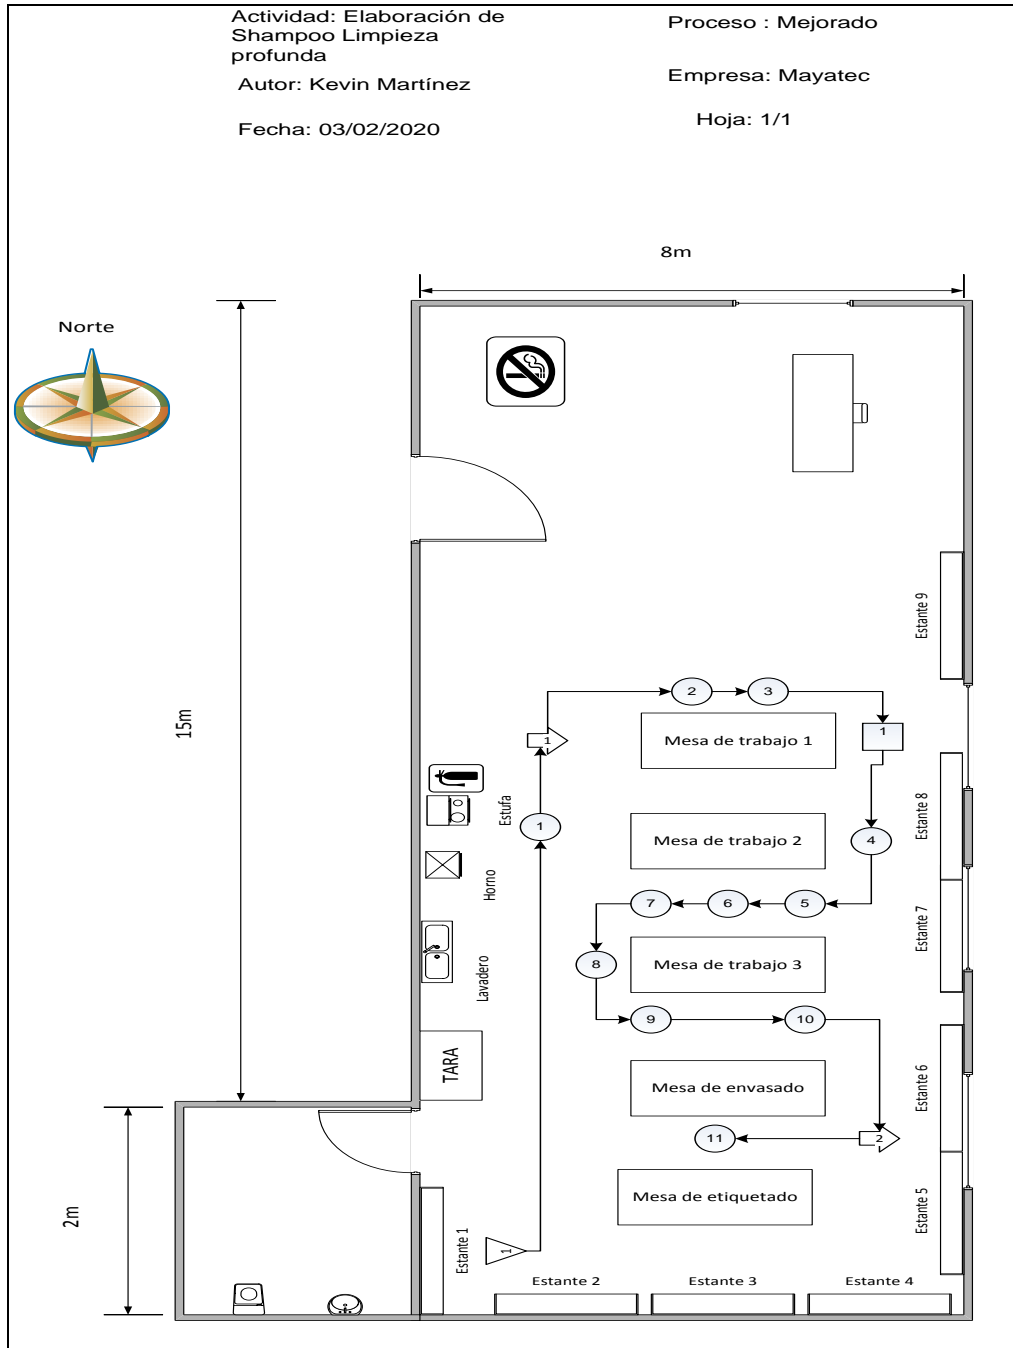 Actividad: Elaboración de
Shampoo Limpieza
profunda
Proceso : Mejorado
Autor: Kevin Martínez
Empresa: Mayatec
Fecha: 03/02/2020
Hoja: 1/1
8m
Norte
15m
Estante 9
2
3
1
Mesa de trabajo 1
1
Estufa
1
Mesa de trabajo 2
4
Estante 8
Horno
7
6
5
Estante 7
Lavadero
8
Mesa de trabajo 3
9
10
TARA
Mesa de envasado
Estante 6
11
2
2m
Mesa de etiquetado
Estante 5
Estante 1
1
Estante 2
Estante 3
Estante 4